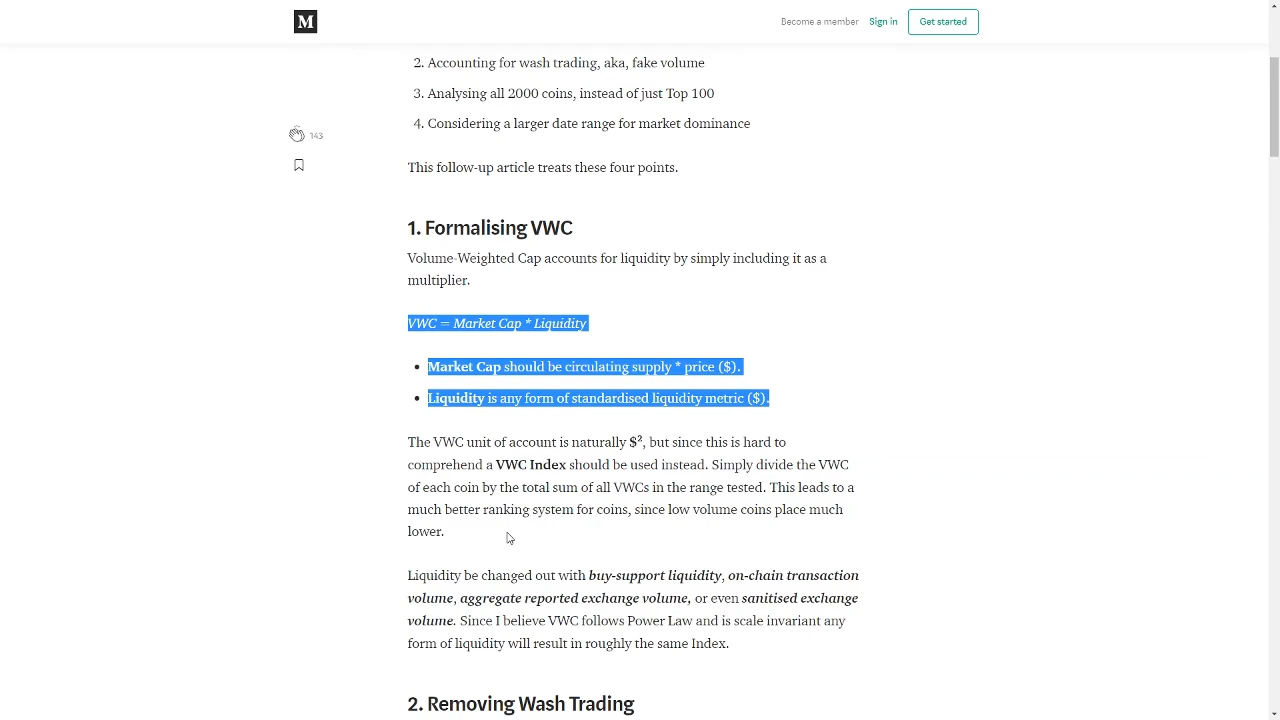 M
Become a member Sign in Get started
2. Accounting for wash trading, aka, fake volume
3. Analysing all 2000 coins, instead of just Top 100
4. Considering a larger date range for market dominance
143
This follow-up article treats these four points.
1. Formalising VWC
Volume-Weighted Cap accounts for liquidity by simply including it as a
multiplier.
VWC = Market Cap * Liquidity
• Market Cap should be circulating supply * price ($).
• Liquidity is any form of standardised liquidity metric ($).
The VWC unit of account is naturally $², but since this is hard to
comprehend a VWC Index should be used instead. Simply divide the VWC
of each coin by the total sum of all VWCs in the range tested. This leads to a
much better ranking system for coins, since low volume coins place much
lower.
Liquidity be changed out with buy-support liquidity, on-chain transaction
volume, aggregate reported exchange volume, or even sanitised exchange
volume. Since I believe VWC follows Power Law and is scale invariant any
form of liquidity will result in roughly the same Index.
2. Removing Wash Trading